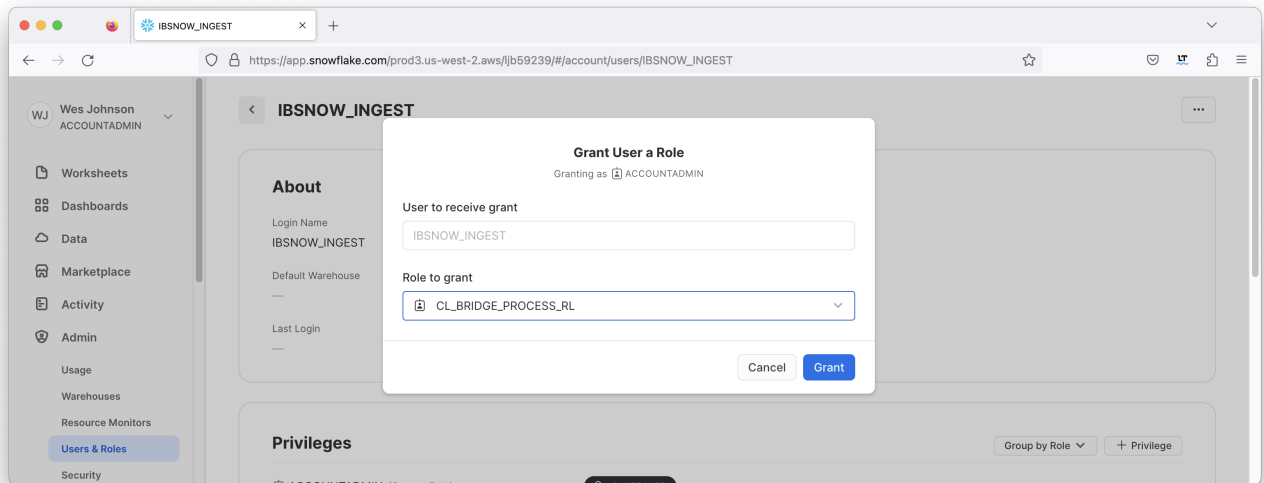 IBSNOW_INGEST
https://app.snowflake.com/prod3.us-west-2.aws/ljb59239/#/account/users/IBSNOW_INGEST
WJ
Wes Johnson
ACCOUNTADMIN
Worksheets
Dashboards
Data
Marketplace
Activity
Admin
Usage
Warehouses
Resource Monitors
Users & Roles
Security
IBSNOW_INGEST
About
Login Name
IBSNOW_INGEST
Default Warehouse
—
Last Login
—
Grant User a Role
Granting as ACCOUNTADMIN
User to receive grant
IBSNOW_INGEST
Role to grant
CL_BRIDGE_PROCESS_RL
Cancel
Grant
Privileges
Group by Role
+ Privilege